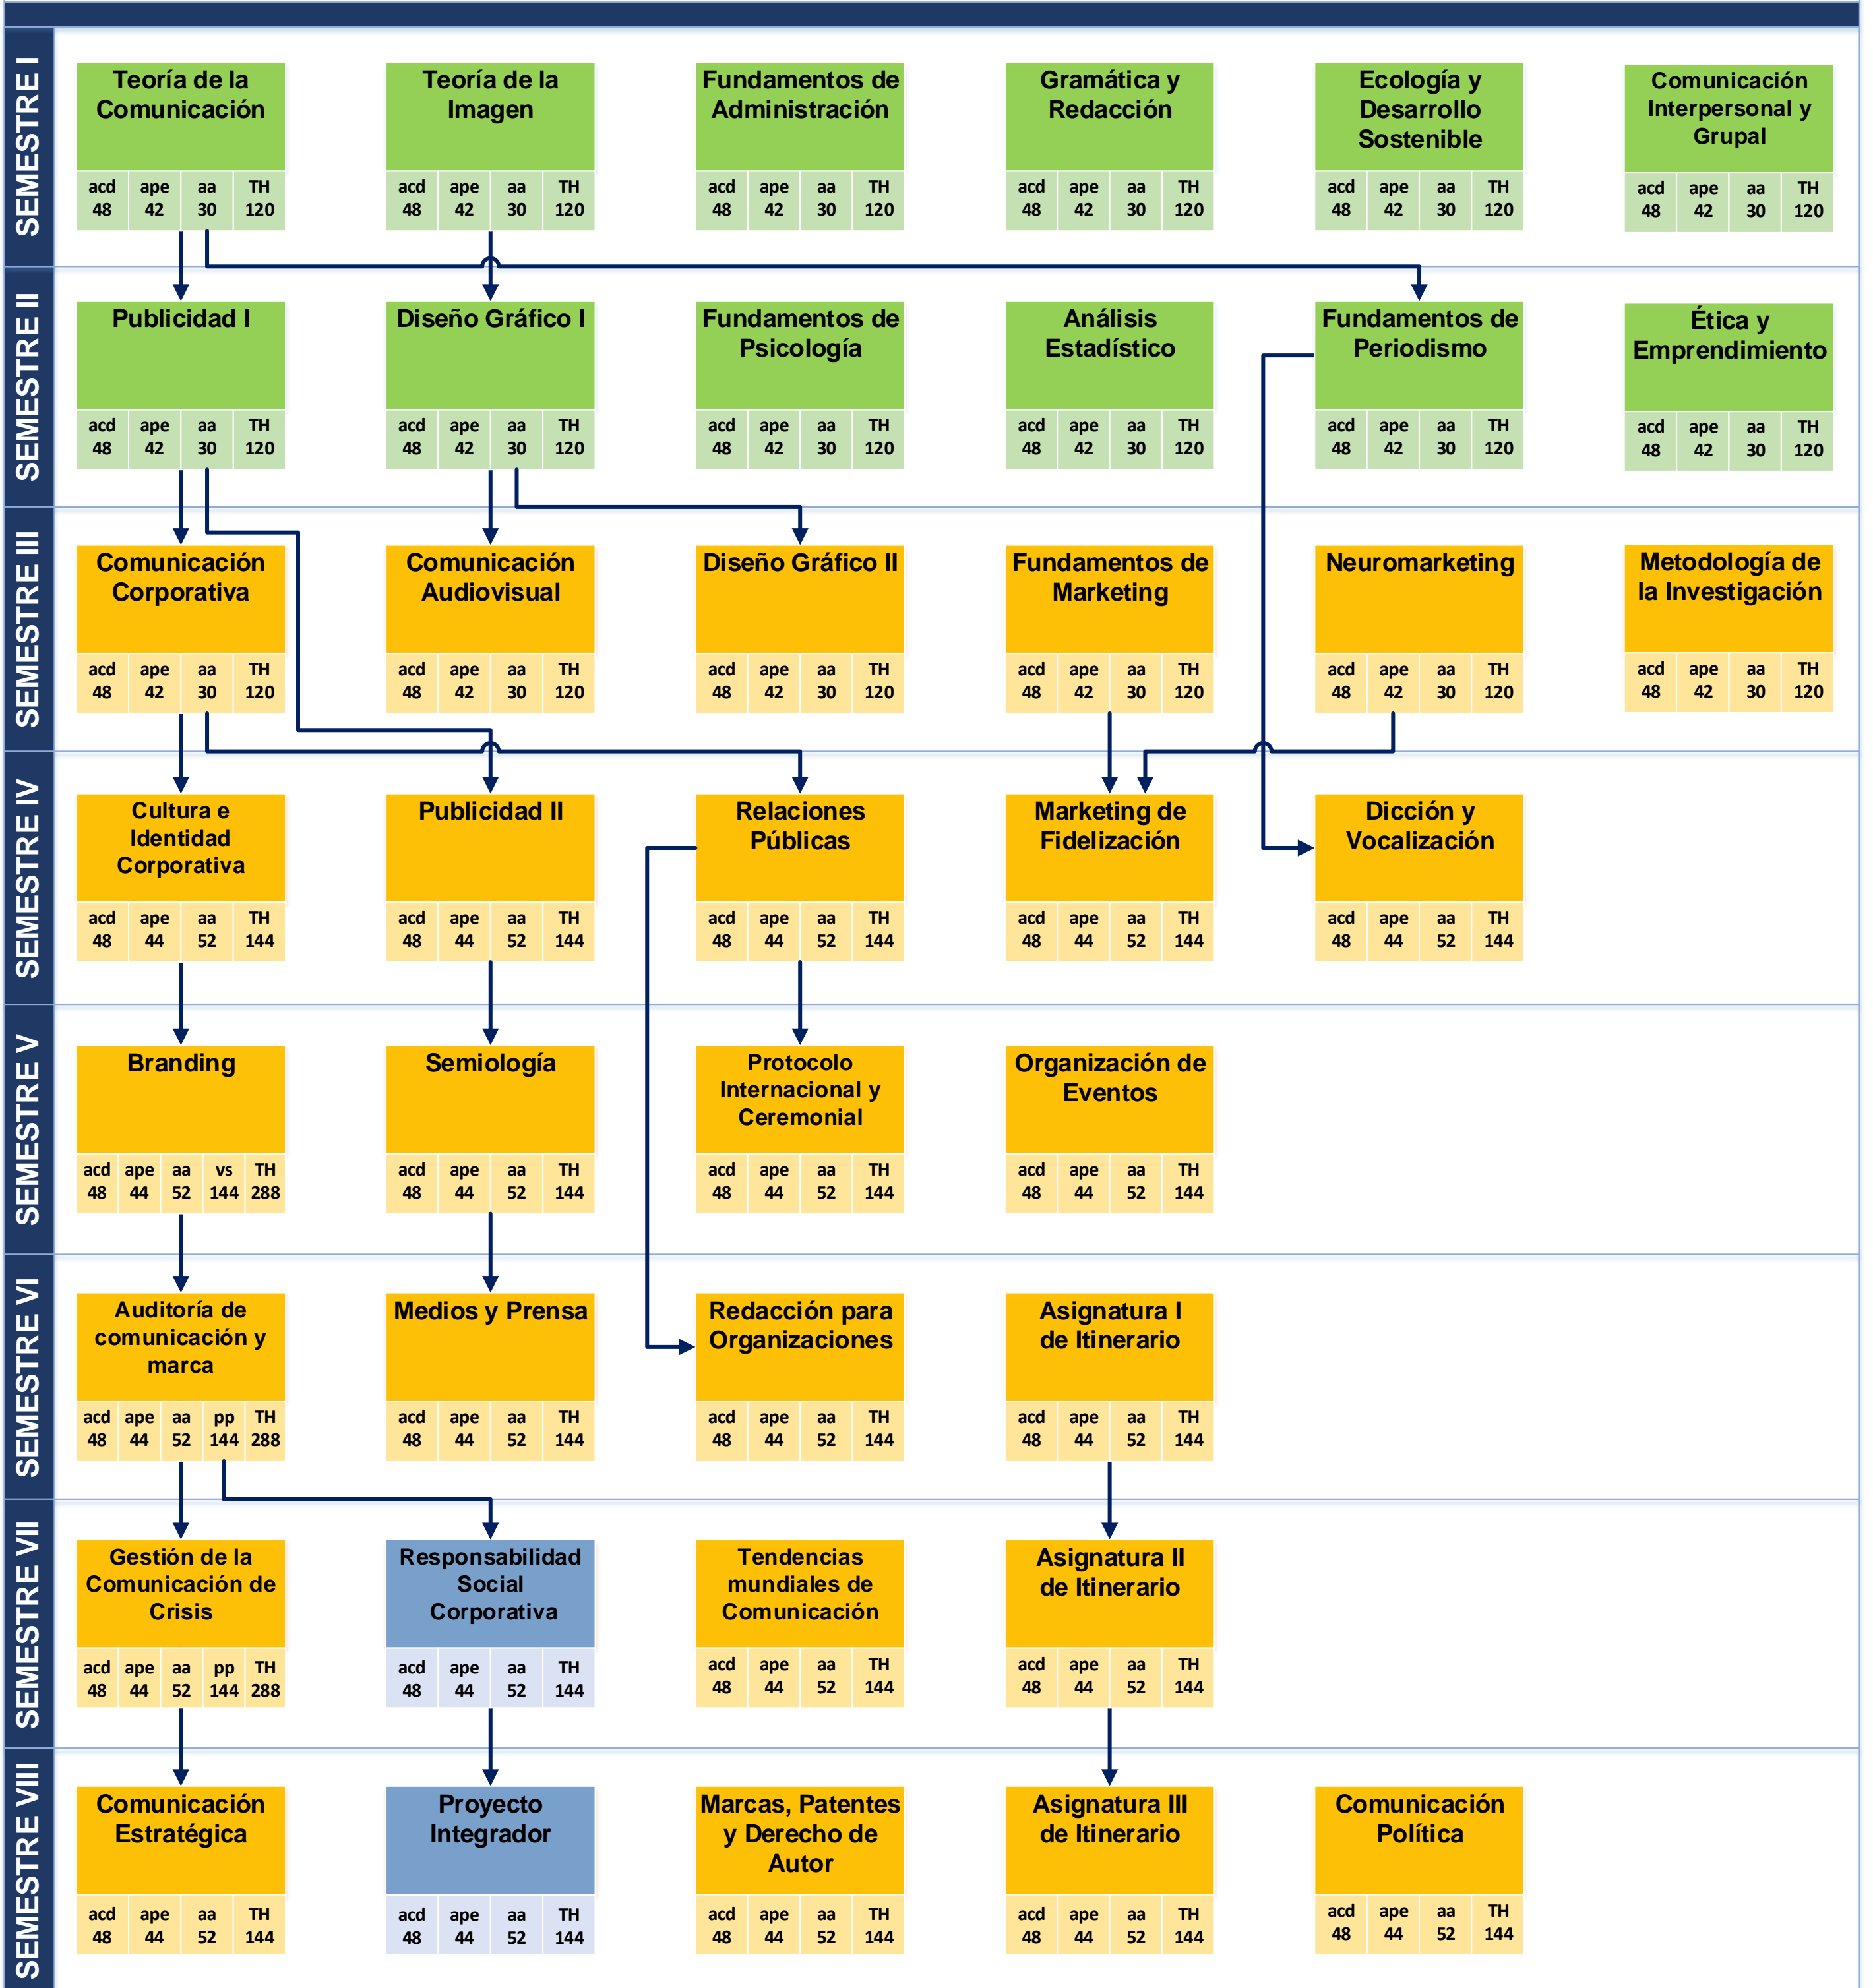 SEMESTRE I
Teoría de la
Comunicación
acd ape aa TH
48 42 30 120
Teoría de la
Imagen
acd ape aa TH
48 42 30 120
Fundamentos de
Administración
acd ape aa TH
48 42 30 120
Gramática y
Redacción
acd ape aa TH
48 42 30 120
Ecología y
Desarrollo
Sostenible
acd ape aa TH
48 42 30 120
Comunicación
Interpersonal y
Grupal
acd ape aa TH
48 42 30 120
SEMESTRE II
Publicidad I
acd ape aa TH
48 42 30 120
Diseño Gráfico I
acd ape aa TH
48 42 30 120
Fundamentos de
Psicología
acd ape aa TH
48 42 30 120
Análisis
Estadístico
acd ape aa TH
48 42 30 120
Fundamentos de
Periodismo
acd ape aa TH
48 42 30 120
Ética y
Emprendimiento
acd ape aa TH
48 42 30 120
SEMESTRE III
Comunicación
Corporativa
acd ape aa TH
48 42 30 120
Comunicación
Audiovisual
acd ape aa TH
48 42 30 120
Diseño Gráfico II
acd ape aa TH
48 42 30 120
Fundamentos de
Marketing
acd ape aa TH
48 42 30 120
Neuromarketing
acd ape aa TH
48 42 30 120
Metodología de
la Investigación
acd ape aa TH
48 42 30 120
SEMESTRE IV
Cultura e
Identidad
Corporativa
acd ape aa TH
48 44 52 144
Publicidad II
acd ape aa TH
48 44 52 144
Relaciones
Públicas
acd ape aa TH
48 44 52 144
Marketing de
Fidelización
acd ape aa TH
48 44 52 144
Dicción y
Vocalización
acd ape aa TH
48 44 52 144
SEMESTRE V
Branding
acd ape aa vs TH
48 44 52 144 288
Semiología
acd ape aa TH
48 44 52 144
Protocolo
Internacional y
Ceremonial
acd ape aa TH
48 44 52 144
Organización de
Eventos
acd ape aa TH
48 44 52 144
SEMESTRE VI
Auditoría de
comunicación y
marca
acd ape aa pp TH
48 44 52 144 288
Medios y Prensa
acd ape aa TH
48 44 52 144
Redacción para
Organizaciones
acd ape aa TH
48 44 52 144
Asignatura I
de Itinerario
acd ape aa TH
48 44 52 144
SEMESTRE VII
Gestión de la
Comunicación de
Crisis
acd ape aa pp TH
48 44 52 144 288
Responsabilidad
Social
Corporativa
acd ape aa TH
48 44 52 144
Tendencias
mundiales de
Comunicación
acd ape aa TH
48 44 52 144
Asignatura II
de Itinerario
acd ape aa TH
48 44 52 144
SEMESTRE VIII
Comunicación
Estratégica
acd ape aa TH
48 44 52 144
Proyecto
Integrador
acd ape aa TH
48 44 52 144
Marcas, Patentes
y Derecho de
Autor
acd ape aa TH
48 44 52 144
Asignatura III
de Itinerario
acd ape aa TH
48 44 52 144
Comunicación
Política
acd ape aa TH
48 44 52 144